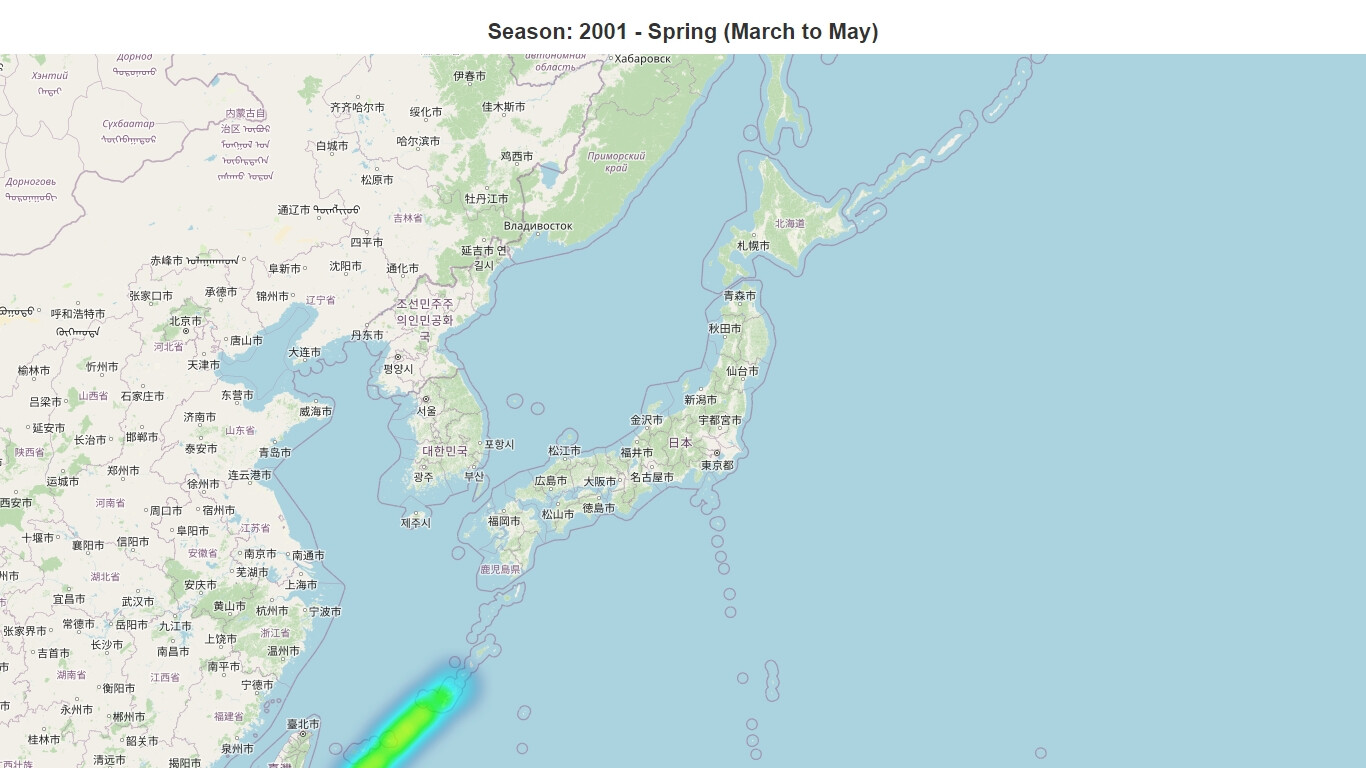 Season: 2001 - Spring (March to May)
Дорнод
автономная
область
Хабаровск
Хэнтий
伊春市
齐齐哈尔市
绥化市
佳木斯市
内蒙古自
治区
Сүхбаатар
哈尔滨市
白城市
鸡西市
Приморский
край
松原市
Дорноговь
牡丹江市
通辽市
吉林省
Владивосток
北海道
四平市
札幌市
延吉市 연
길시
赤峰市
阜新市
沈阳市
通化市
张家口市
承德市
锦州市
辽宁省
青森市
조선민주주
의인민공화
국
呼和浩特市
北京市
秋田市
丹东市
唐山市
河北省
大连市
天津市
평양시
忻州市
榆林市
仙台市
山西省
石家庄市
东营市
吕梁市
新潟市
서울
威海市
济南市
金沢市
宇都宮市
延安市
山东省
长治市
邯郸市
日本
포항시
泰安市
대한민국
松江市
福井市
青岛市
陕西省
東京都
郑州市
连云港市
광주
부산
名古屋市
运城市
広島市
大阪市
徐州市
西安市
河南省
徳島市
周口市
宿州市
松山市
福岡市
제주시
江苏省
阜阳市
十堰市
襄阳市
信阳市
安徽省
南京市
南通市
鹿児島県
芜湖市
湖北省
安庆市
上海市
宜昌市
武汉市
黄山市
杭州市
宁波市
常德市
岳阳市
九江市
张家界市
浙江省
上饶市
长沙市
吉首市
南昌市
温州市
南平市
湖南省
江西省
衡阳市
宁德市
永州市
郴州市
福建省
臺北市
桂林市
韶关市
泉州市
清远市
揭阳市